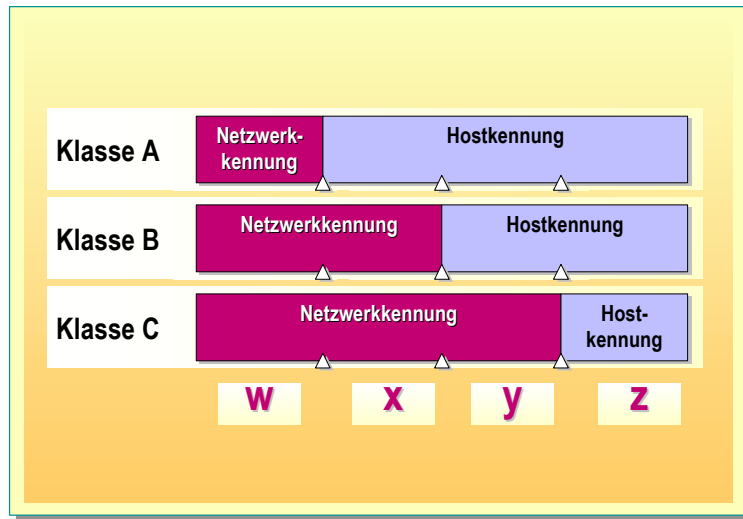 Klasse A
Netzwerk-
kennung
Hostkennung
Klasse B
Netzwerkkennung
Hostkennung
Klasse C
Netzwerkkennung
Host-
kennung
w x y z